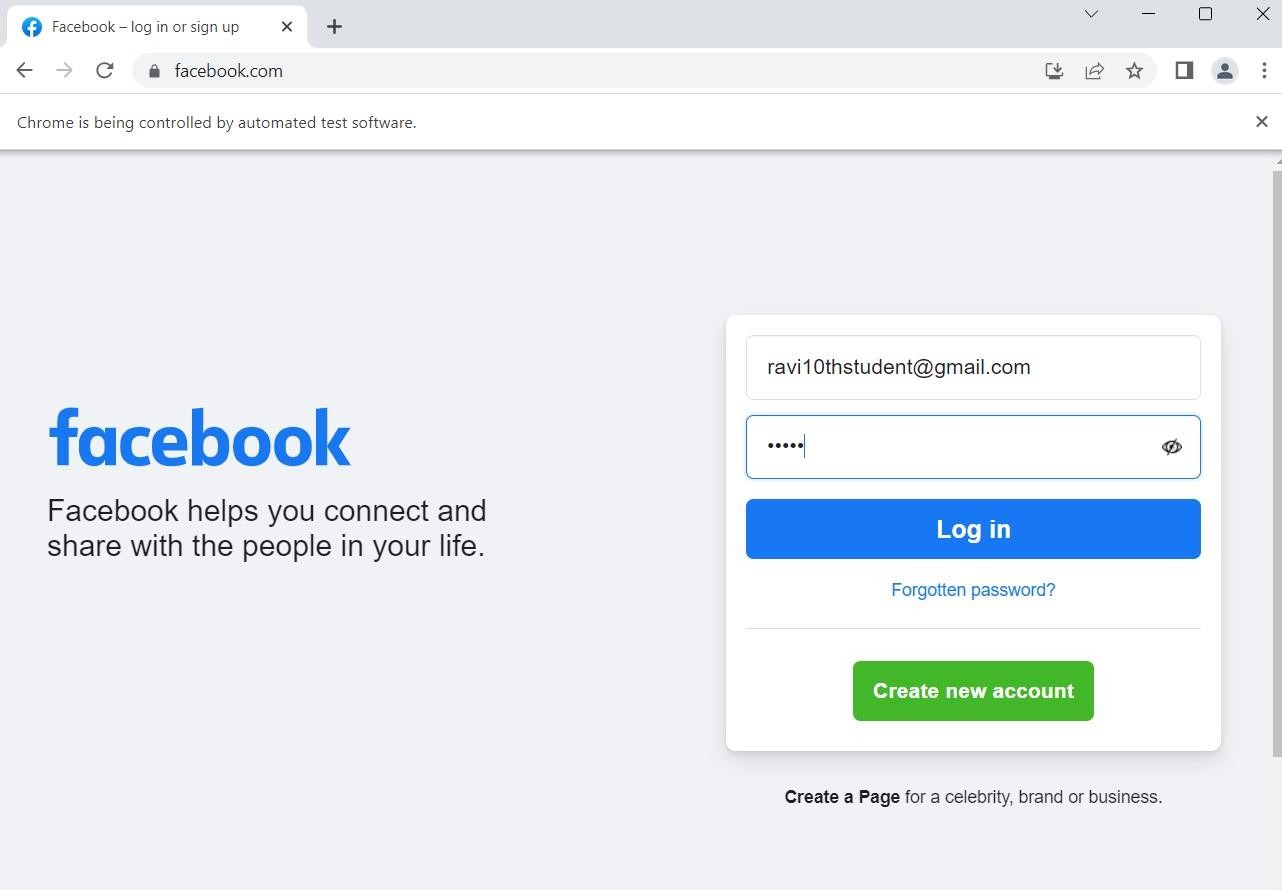 Facebook – log in or sign up
facebook.com
Chrome is being controlled by automated test software.
facebook
Facebook helps you connect and
share with the people in your life.
ravi10thstudent@gmail.com
•••••
Log in
Forgotten password?
Create new account
Create a Page for a celebrity, brand or business.